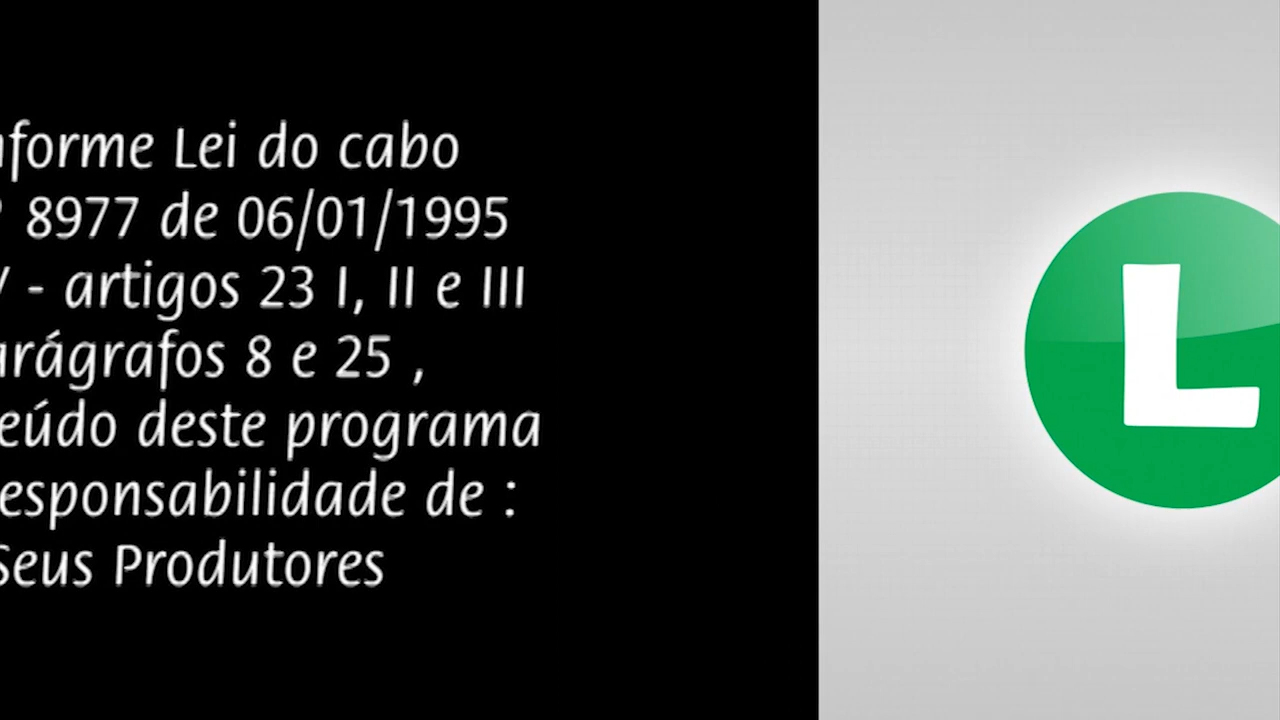 nforme Lei do cabo
º 8977 de 06/01/1995
V - artigos 23 I, II e III
arágrafos 8 e 25 ,
eúdo deste programa
esponsabilidade de :
Seus Produtores
L